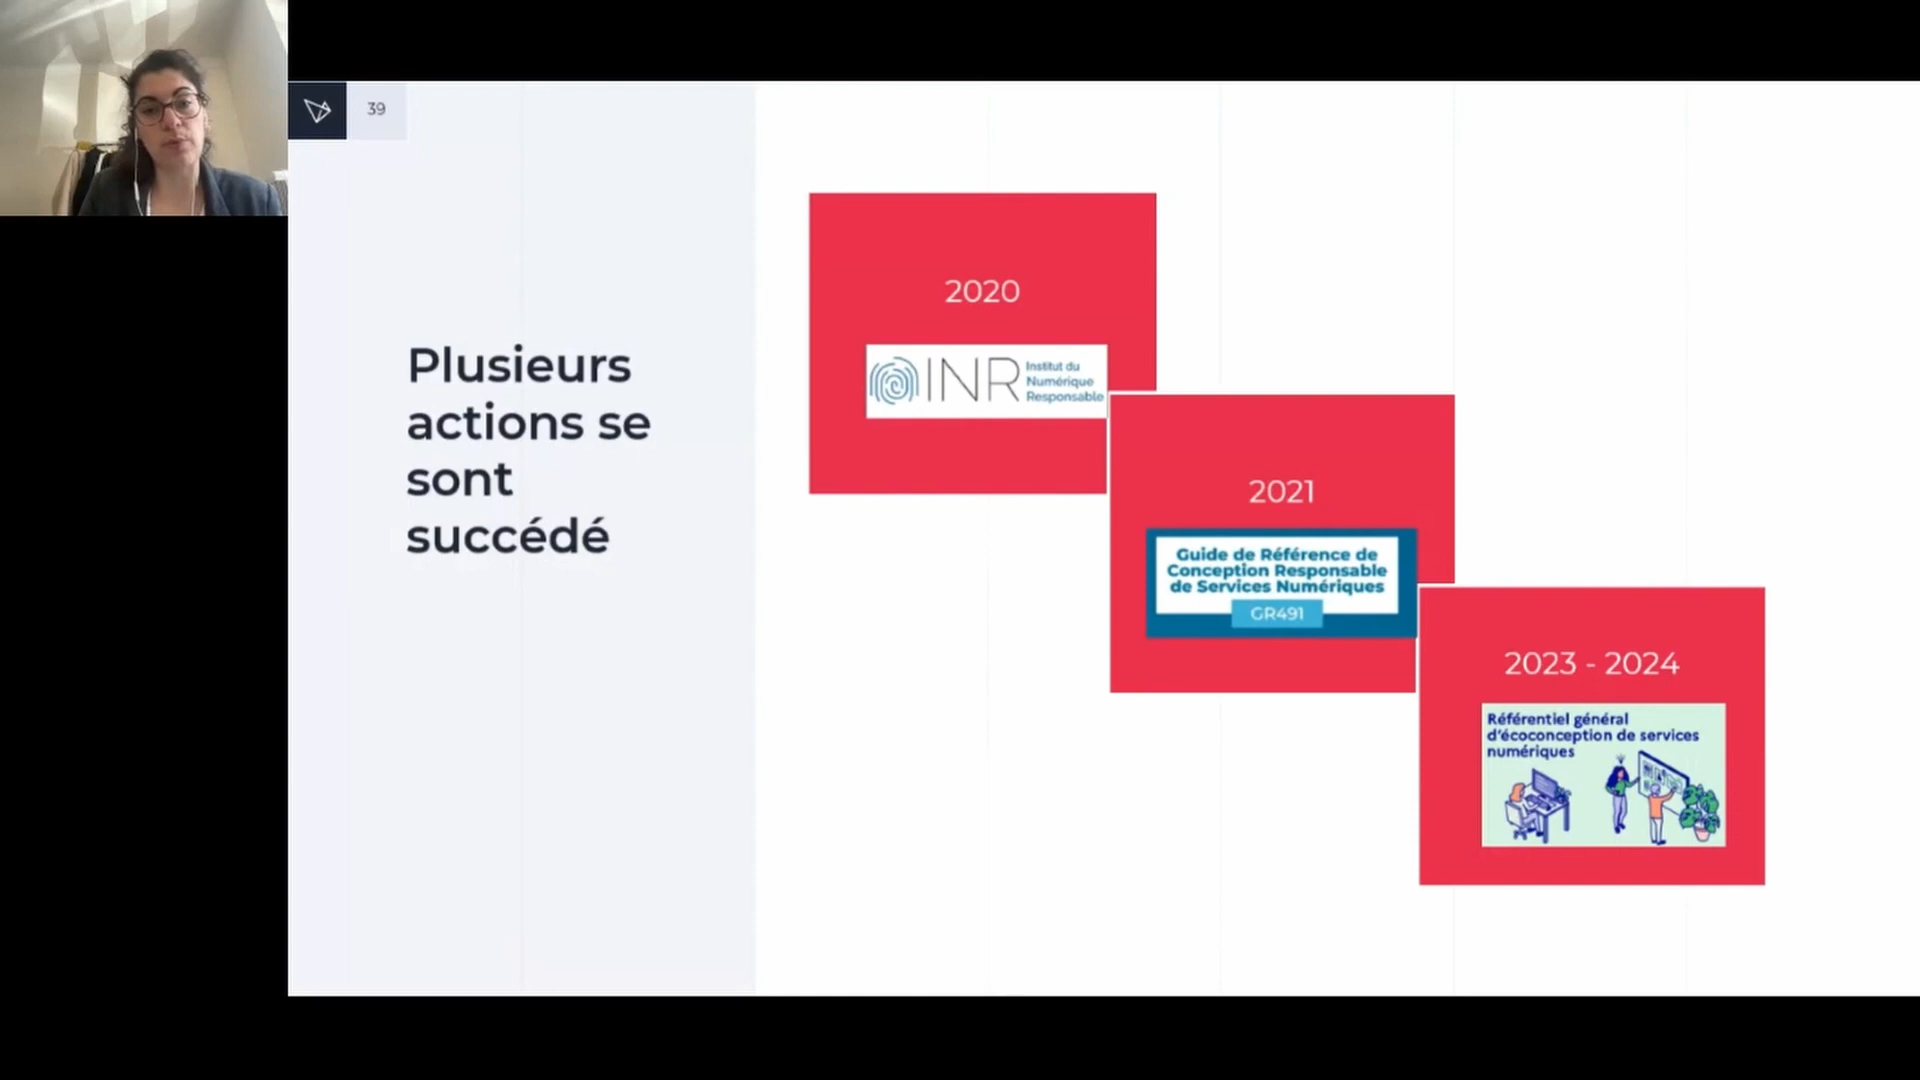 39
Plusieurs
actions se
sont
succédé
2020
INR
Institut du
Numérique
Responsable
2021
Guide de Référence de
Conception Responsable
de Services Numériques
GR491
2023 - 2024
Référentiel général
d'écoconception de services
numériques